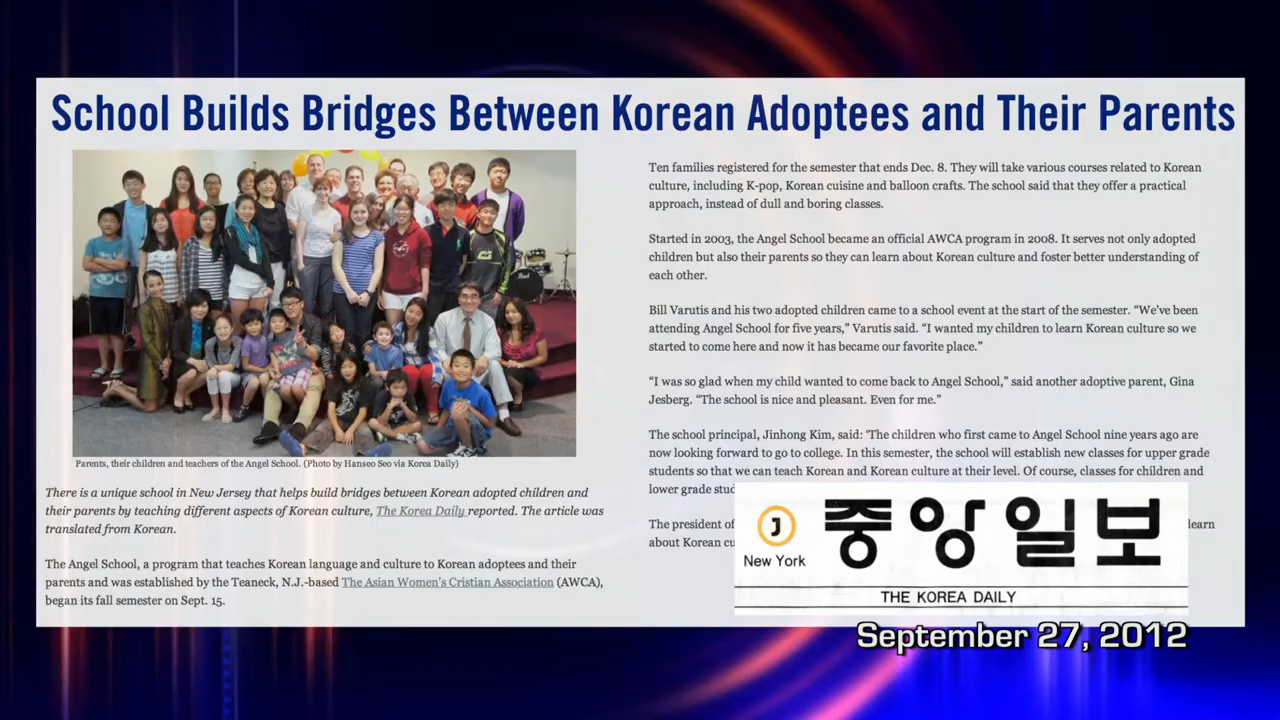 School Builds Bridges Between Korean Adoptees and Their Parents
Parents, their children and teachers of the Angel School. (Photo by Hanseo Seo via Korea Daily)
There is a unique school in New Jersey that helps build bridges between Korean adopted children and
their parents by teaching different aspects of Korean culture, The Korea Daily reported. The article was
translated from Korean.
The Angel School, a program that teaches Korean language and culture to Korean adoptees and their
parents and was established by the Teaneck, N.J.-based The Asian Women's Cristian Association (AWCA),
began its fall semester on Sept. 15.
Ten families registered for the semester that ends Dec. 8. They will take various courses related to Korean
culture, including K-pop, Korean cuisine and balloon crafts. The school said that they offer a practical
approach, instead of dull and boring classes.
Started in 2003, the Angel School became an official AWCA program in 2008. It serves not only adopted
children but also their parents so they can learn about Korean culture and foster better understanding of
each other.
Bill Varutis and his two adopted children came to a school event at the start of the semester. “We've been
attending Angel School for five years,” Varutis said. “I wanted my children to learn Korean culture so we
started to come here and now it has became our favorite place.”
“I was so glad when my child wanted to come back to Angel School,” said another adoptive parent, Gina
Jesberg. “The school is nice and pleasant. Even for me.”
The school principal, Jinhong Kim, said: ‘The children who first came to Angel School nine years ago are
now looking forward to go to college. In this semester, the school will establish new classes for upper grade
students so that we can teach Korean and Korean culture at their level. Of course, classes for children and
lower grade stud
The president of learn
about Korean cu
J 중앙일보
New York
THE KOREA DAILY
September 27, 2012